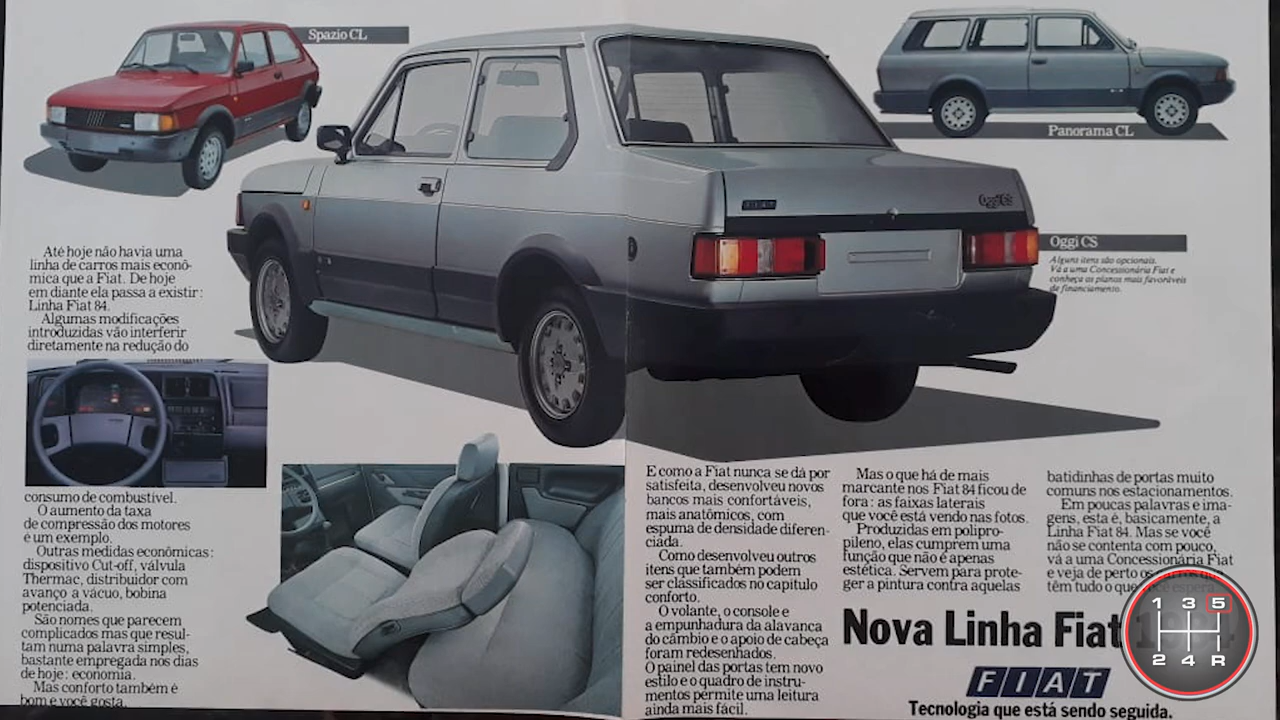 Spazio CL
Panorama CL
Oggi CS
Alguns itens são opcionais.
Vá a uma Concessionária Fiat e
conheça os planos mais favoráveis
de financiamento.
Até hoje não havia uma
linha de carros mais econô-
mica que a Fiat. De hoje
em diante ela passa a existir:
Linha Fiat 84.
Algumas modificações
introduzidas vão interferir
diretamente na redução do
consumo de combustível.
O aumento da taxa
de compressão dos motores
é um exemplo.
Outras medidas econômicas:
dispositivo Cut-off, válvula
Thermac, distribuidor com
avanço a vácuo, bobina
potenciada.
São nomes que parecem
complicados mas que resul-
tam numa palavra simples,
bastante empregada nos dias
de hoje: economia.
Mas conforto também é
bom e você gosta.
E como a Fiat nunca se dá por
satisfeita, desenvolveu novos
bancos mais confortáveis,
mais anatômicos, com
espuma de densidade diferen-
ciada.
Como desenvolveu outros
itens que também podem
ser classificados no capítulo
conforto.
O volante, o console e
a empunhadura da alavanca
do câmbio e o apoio de cabeça
foram redesenhados.
O painel das portas tem novo
estilo e o quadro de instru-
mentos permite uma leitura
ainda mais fácil.
Mas o que há de mais
marcante nos Fiat 84 ficou de
fora: as faixas laterais
que você está vendo nas fotos.
Produzidas em polipro-
pileno, elas cumprem uma
função que não é apenas
estética. Servem para prote-
ger a pintura contra aquelas
batidinhas de portas muito
comuns nos estacionamentos.
Em poucas palavras e ima-
gens, esta é, basicamente, a
Linha Fiat 84. Mas se você
não se contenta com pouco,
vá a uma Concessionária Fiat
e veja de perto os carros que
têm tudo o que você espera
Nova Linha Fiat
FIAT
Tecnologia que está sendo seguida.
1 3 5
2 4 R